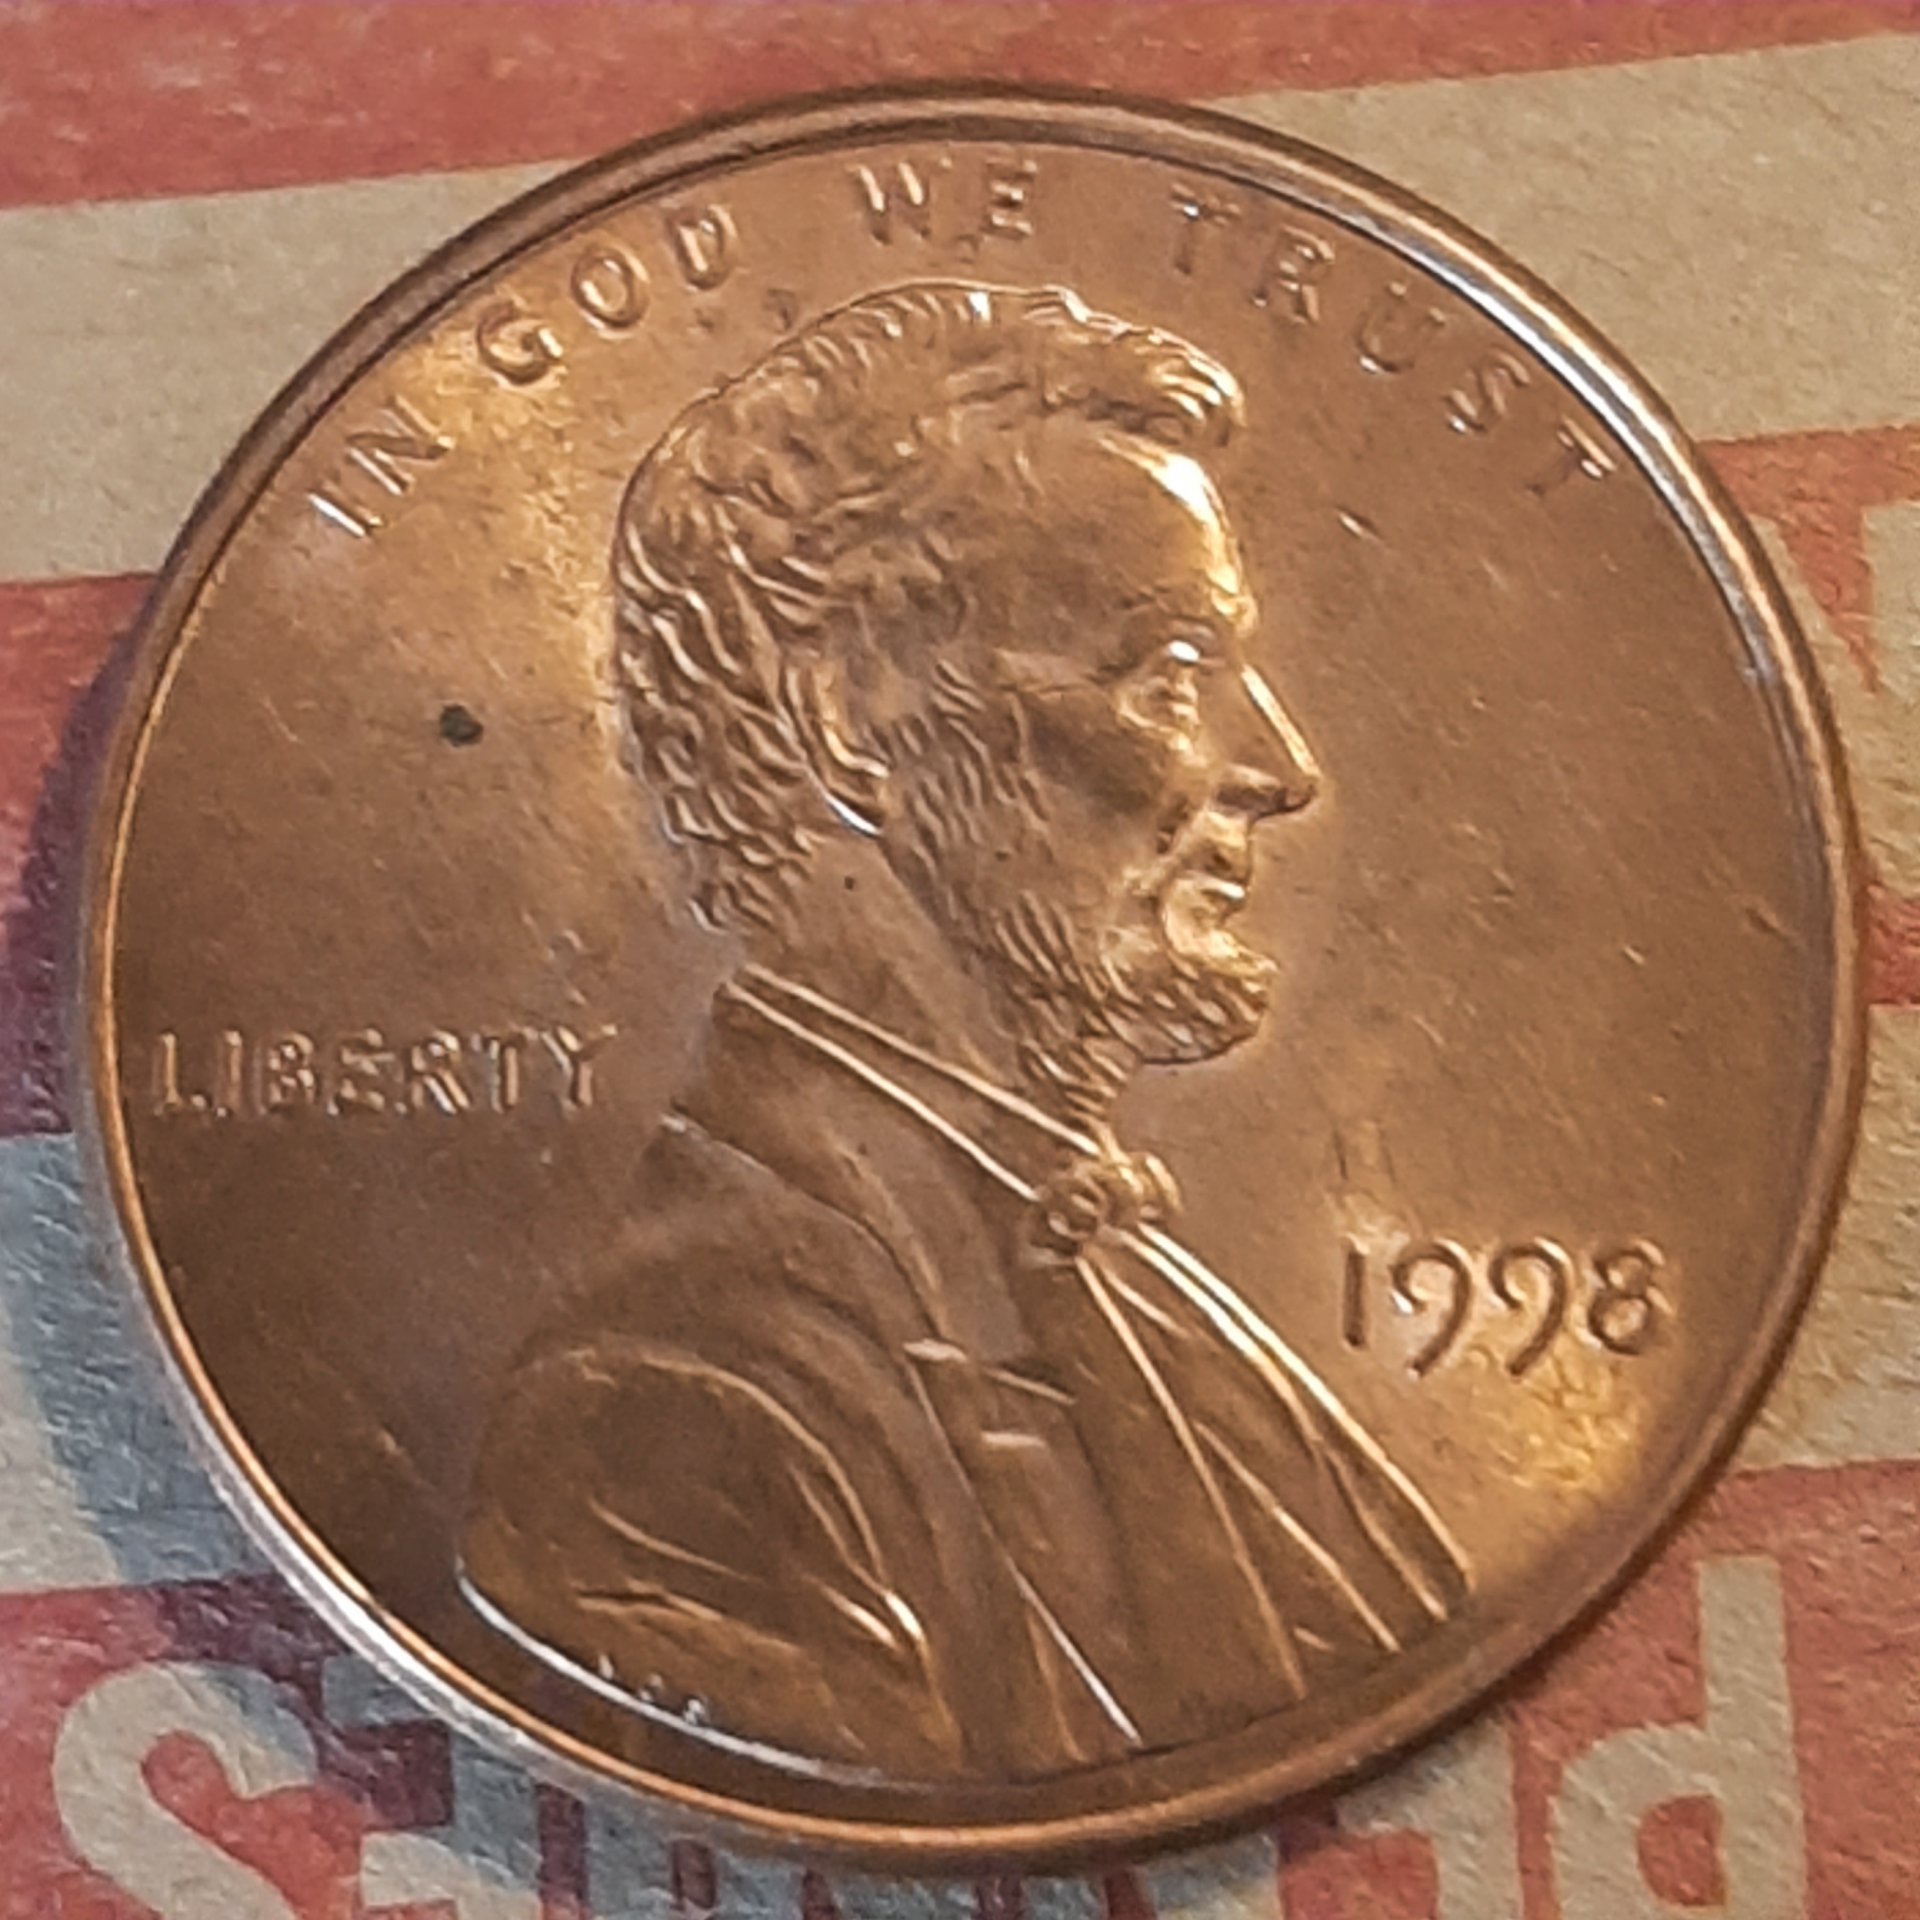 IN GOD WE TRUST
LIBERTY
1998